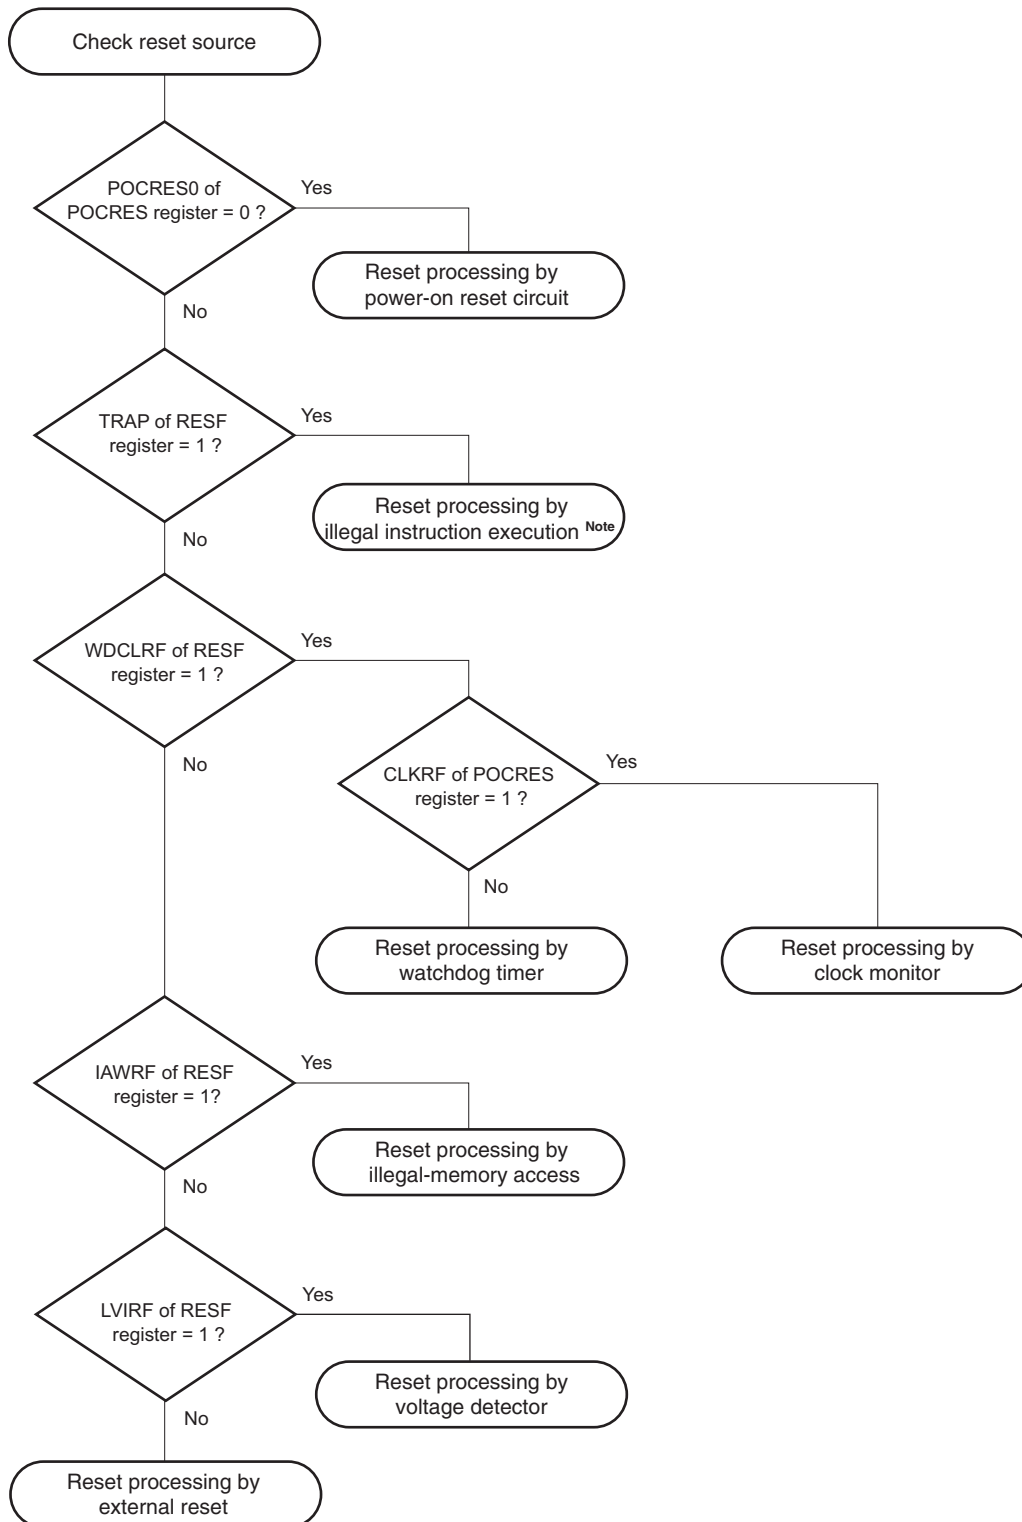 Check reset source
POCRES0 of
POCRES register = 0 ?
Yes
Reset processing by
power-on reset circuit
No
TRAP of RESF
register = 1 ?
Yes
Reset processing by
illegal instruction execution Note
No
WDCLRF of RESF
register = 1 ?
Yes
No
CLKRF of POCRES
register = 1 ?
Yes
No
Reset processing by
watchdog timer
Reset processing by
clock monitor
IAWRF of RESF
register = 1?
Yes
Reset processing by
illegal-memory access
No
LVIRF of RESF
register = 1 ?
Yes
Reset processing by
voltage detector
No
Reset processing by
external reset